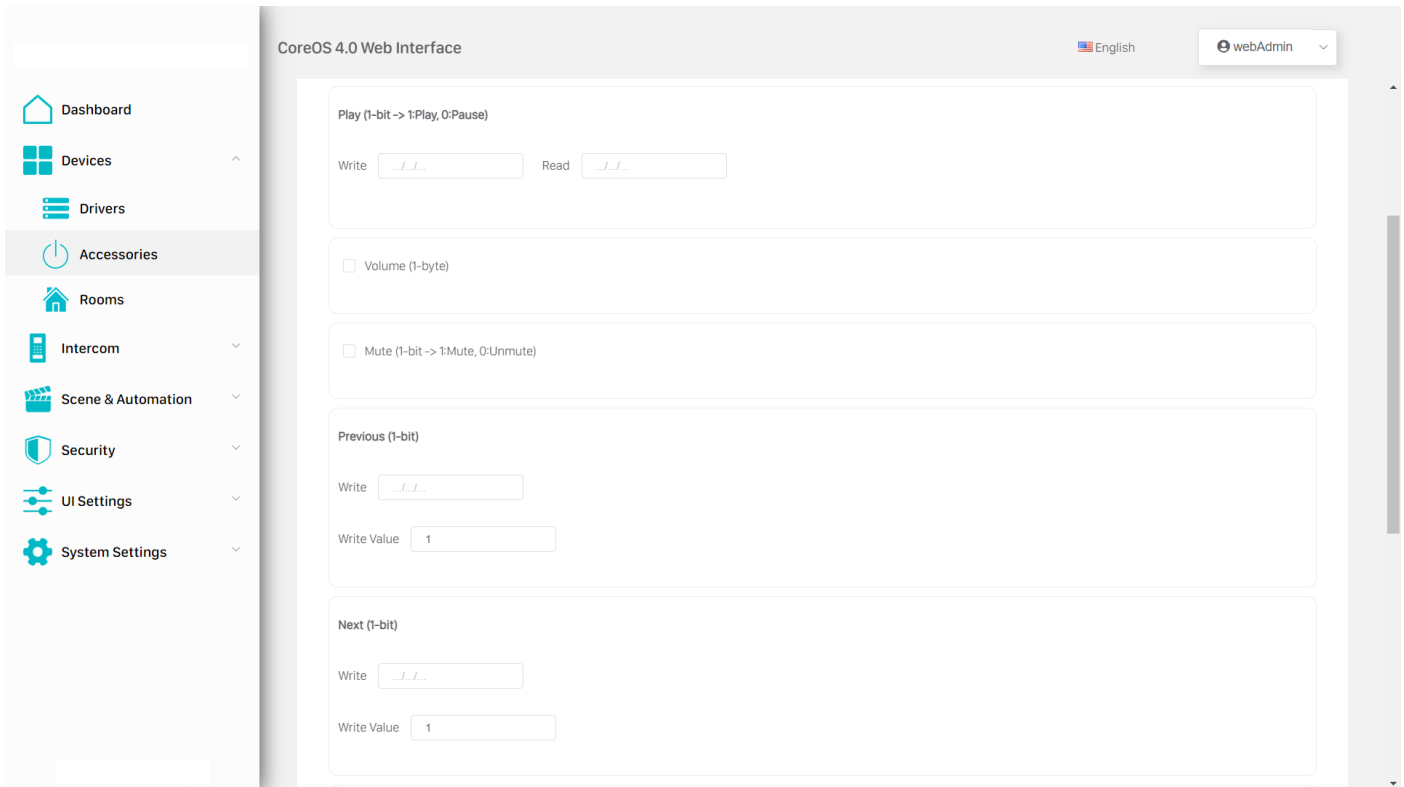 CoreOS 4.0 Web Interface
English
webAdmin
Dashboard
Devices
Drivers
Accessories
Rooms
Intercom
Scene & Automation
Security
UI Settings
System Settings
Play (1-bit -> 1:Play, 0:Pause)
Write .../.../... Read .../.../...
Volume (1-byte)
Mute (1-bit -> 1:Mute, 0:Unmute)
Previous (1-bit)
Write .../.../...
Write Value 1
Next (1-bit)
Write .../.../...
Write Value 1